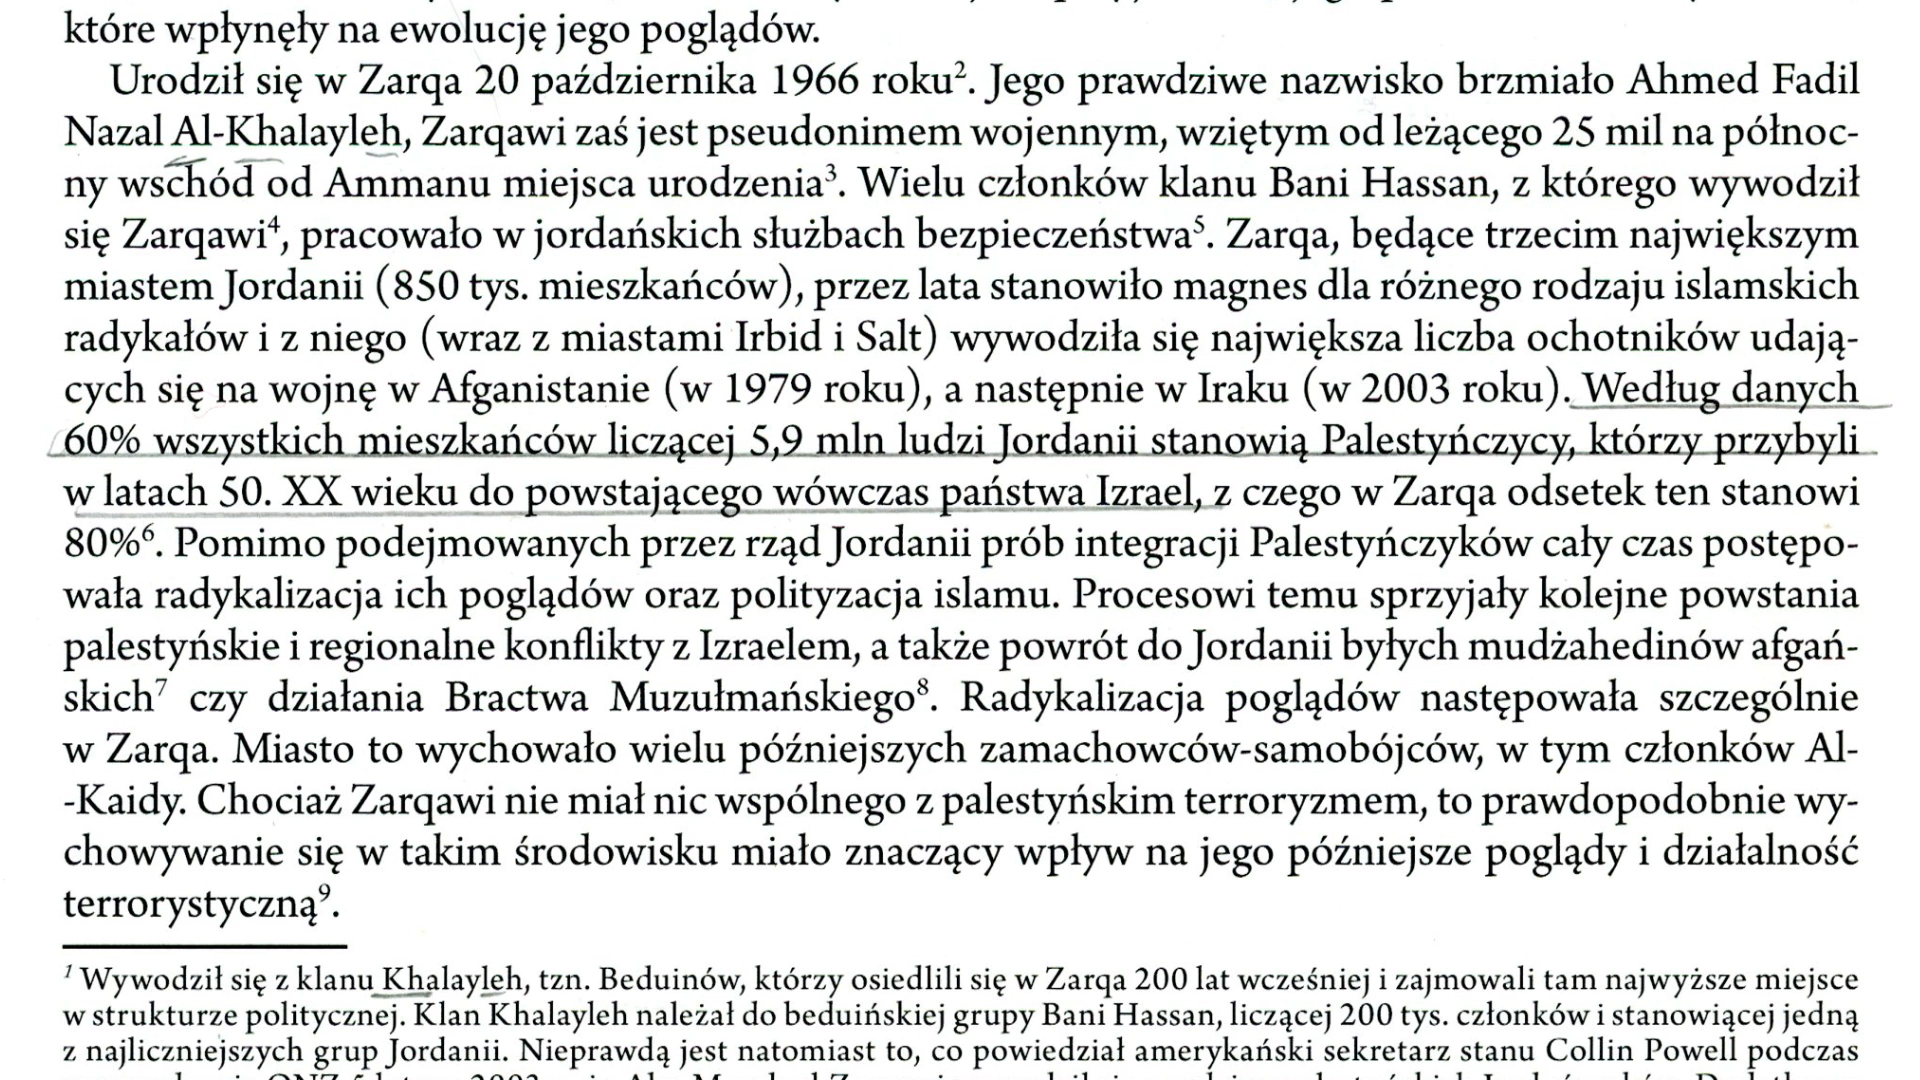 które wpłynęły na ewolucję jego poglądów.
Urodził się w Zarqa 20 października 1966 roku². Jego prawdziwe nazwisko brzmiało Ahmed Fadil
Nazal Al-Khalayleh, Zarqawi zaś jest pseudonimem wojennym, wziętym od leżącego 25 mil na północ-
ny wschód od Ammanu miejsca urodzenia³. Wielu członków klanu Bani Hassan, z którego wywodził
się Zarqawi⁴, pracowało w jordańskich służbach bezpieczeństwa⁵. Zarqa, będące trzecim największym
miastem Jordanii (850 tys. mieszkańców), przez lata stanowiło magnes dla różnego rodzaju islamskich
radykałów i z niego (wraz z miastami Irbid i Salt) wywodziła się największa liczba ochotników udają-
cych się na wojnę w Afganistanie (w 1979 roku), a następnie w Iraku (w 2003 roku). Według danych
60% wszystkich mieszkańców liczącej 5,9 mln ludzi Jordanii stanowią Palestyńczycy, którzy przybyli
w latach 50. XX wieku do powstającego wówczas państwa Izrael, z czego w Zarqa odsetek ten stanowi
80%⁶. Pomimo podejmowanych przez rząd Jordanii prób integracji Palestyńczyków cały czas postępo-
wała radykalizacja ich poglądów oraz polityzacja islamu. Procesowi temu sprzyjały kolejne powstania
palestyńskie i regionalne konflikty z Izraelem, a także powrót do Jordanii byłych mudżahedinów afgań-
skich⁷ czy działania Bractwa Muzułmańskiego⁸. Radykalizacja poglądów następowała szczególnie
w Zarqa. Miasto to wychowało wielu późniejszych zamachowców-samobójców, w tym członków Al-
-Kaidy. Chociaż Zarqawi nie miał nic wspólnego z palestyńskim terroryzmem, to prawdopodobnie wy-
chowywanie się w takim środowisku miało znaczący wpływ na jego późniejsze poglądy i działalność
terrorystyczną⁹.
¹ Wywodził się z klanu Khalayleh, tzn. Beduinów, którzy osiedlili się w Zarqa 200 lat wcześniej i zajmowali tam najwyższe miejsce
w strukturze politycznej. Klan Khalayleh należał do beduińskiej grupy Bani Hassan, liczącej 200 tys. członków i stanowiącej jedną
z najliczniejszych grup Jordanii. Nieprawdą jest natomiast to, co powiedział amerykański sekretarz stanu Collin Powell podczas